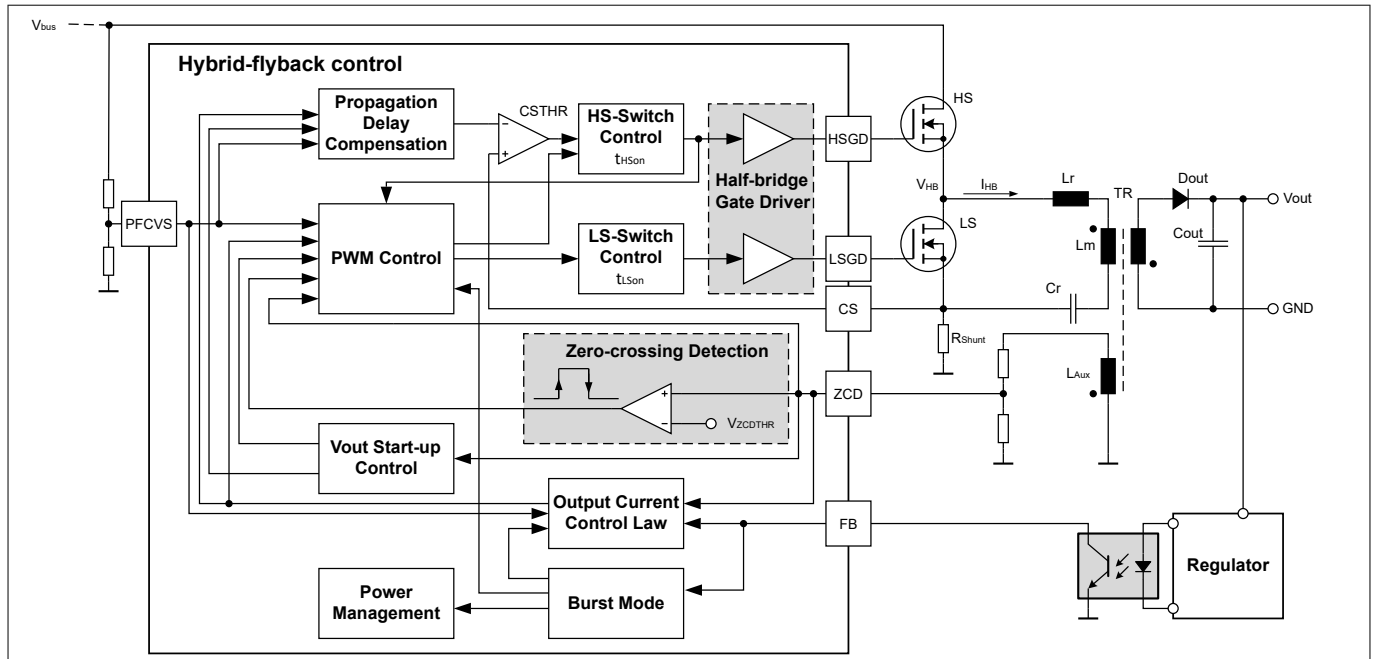 Vbus
Hybrid-flyback control
Propagation
Delay
Compensation
CSTHR
HS-Switch
Control
tHSon
Half-bridge
Gate Driver
HSGD
HS
VHB
IHB
Lr
TR
Dout
Vout
Cout
Lm
LS
PFCVS
PWM Control
LS-Switch
Control
tLSon
LSGD
CS
Cr
GND
RShunt
Zero-crossing Detection
LAux
ZCD
VZCDTHR
Vout Start-up
Control
Output Current
Control Law
FB
Regulator
Power
Management
Burst Mode